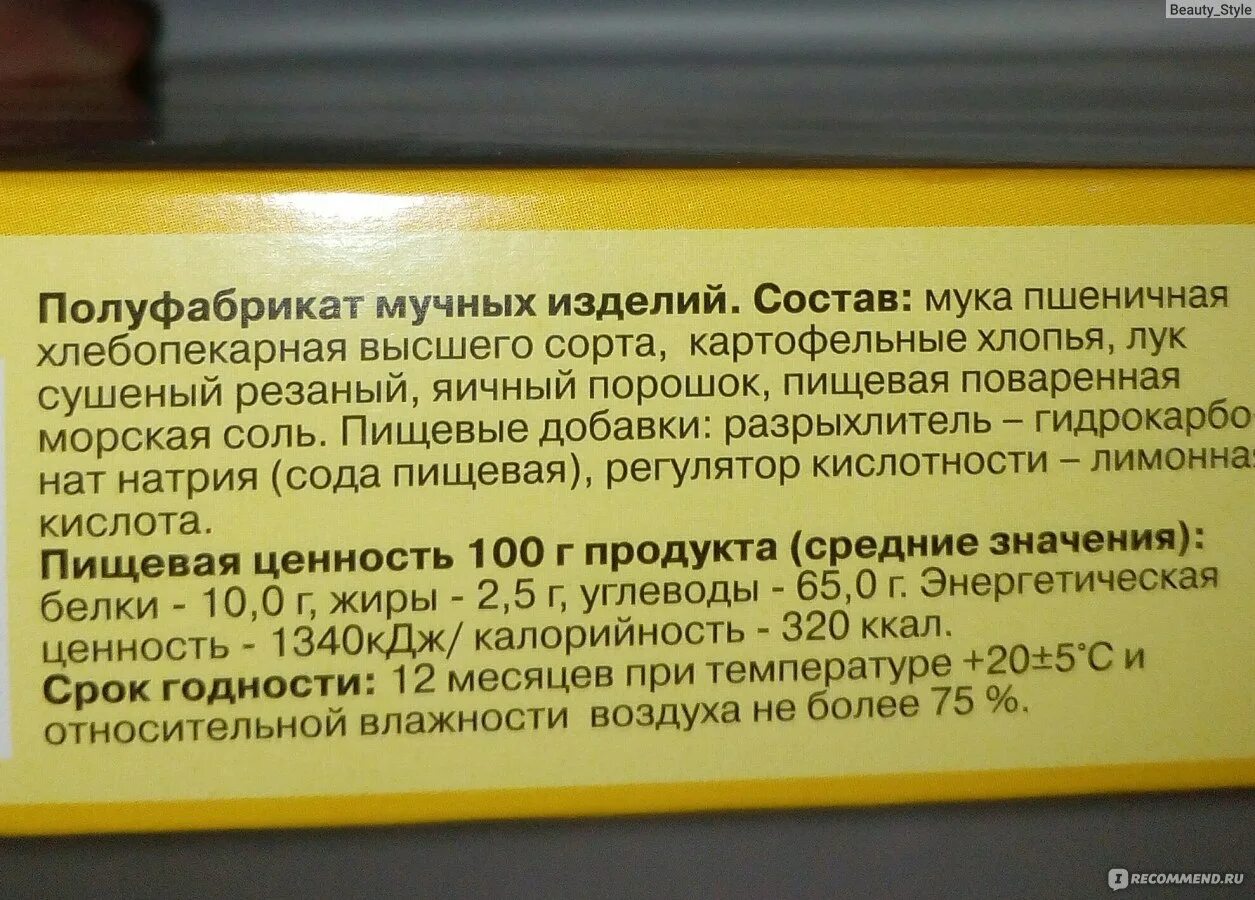 Beauty_Style
Полуфабрикат мучных изделий. Состав: мука пшеничная
хлебопекарная высшего сорта, картофельные хлопья, лук
сушеный резаный, яичный порошок, пищевая поваренная
морская соль. Пищевые добавки: разрыхлитель – гидрокарбо
нат натрия (сода пищевая), регулятор кислотности – лимонная
кислота.
Пищевая ценность 100 г продукта (средние значения):
белки - 10,0 г, жиры - 2,5 г, углеводы - 65,0 г. Энергетическая
ценность - 1340кДж/ калорийность - 320 ккал.
Срок годности: 12 месяцев при температуре +20±5°С и
относительной влажности воздуха не более 75 %.
IRECOMMEND.RU